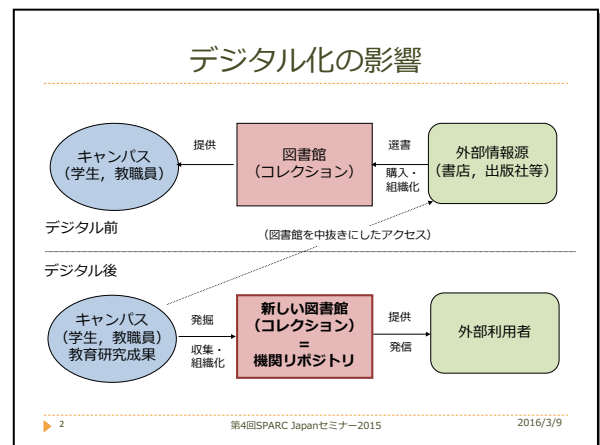 デジタル化の影響
キャンパス
（学生，教職員）
提供
図書館
（コレクション）
選書
購入・
組織化
外部情報源
（書店，出版社等）
デジタル前
（図書館を中抜きにしたアクセス）
デジタル後
キャンパス
（学生，教職員）
教育研究成果
発掘
収集・
組織化
新しい図書館
（コレクション）
＝
機関リポジトリ
提供
発信
外部利用者
2
第4回SPARC Japanセミナー2015
2016/3/9